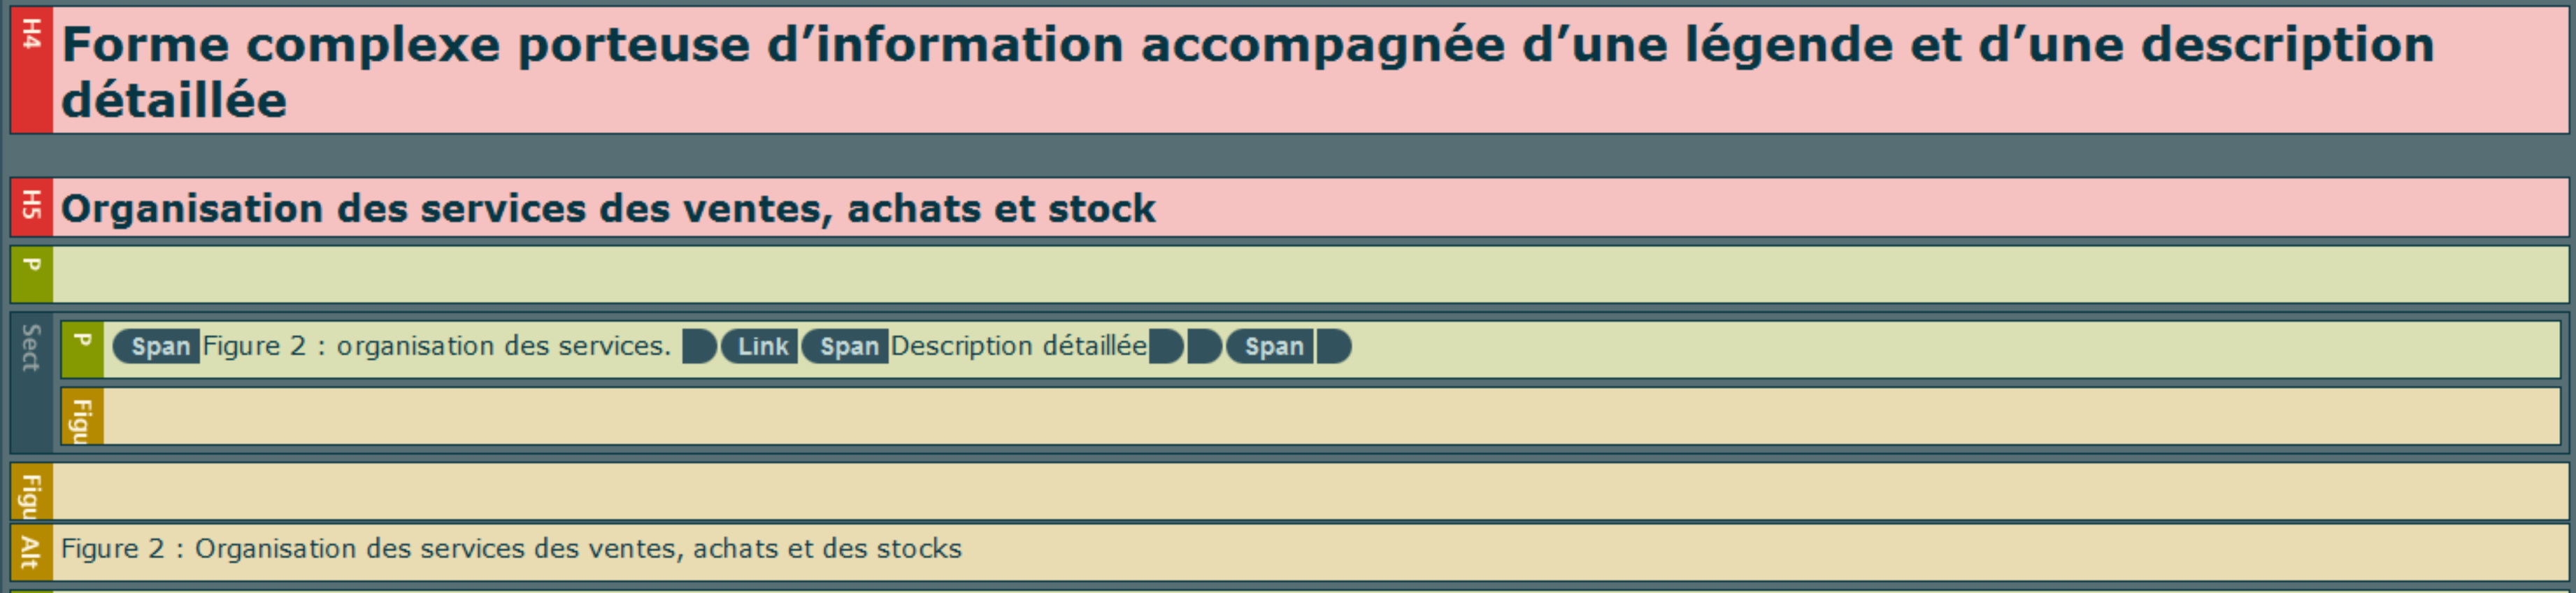 H4
Forme complexe porteuse d’information accompagnée d’une légende et d’une description
détaillée
H5
Organisation des services des ventes, achats et stock
P
Sect
P
Span Figure 2 : organisation des services. Link Span Description détaillée Span
Figu
Figu
Alt
Figure 2 : Organisation des services des ventes, achats et des stocks